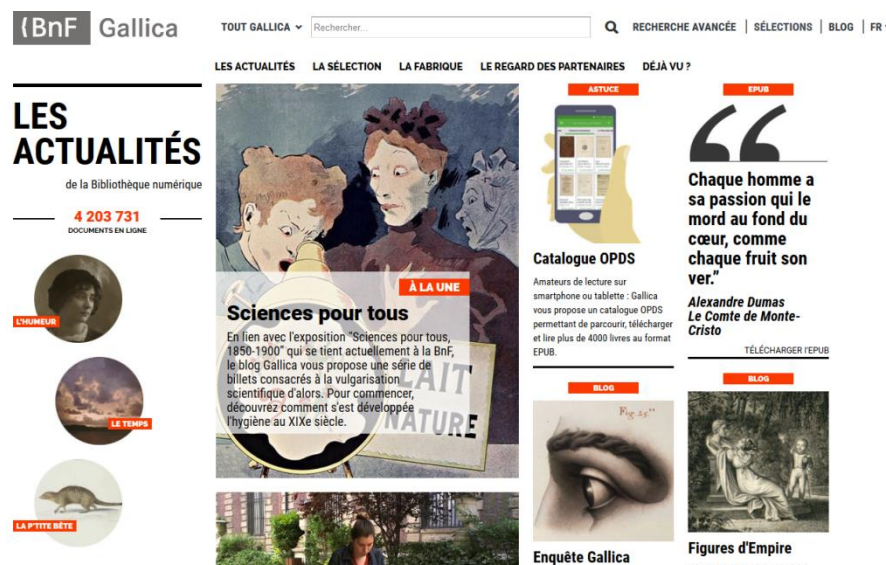 {BnF Gallica
TOUT GALLICA
Rechercher...
RECHERCHE AVANCÉE | SÉLECTIONS | BLOG | FR
LES ACTUALITÉS LA SÉLECTION LA FABRIQUE LE REGARD DES PARTENAIRES DÉJÀ VU ?
LES
ACTUALITÉS
de la Bibliothèque numérique
4 203 731
DOCUMENTS EN LIGNE
L'HUMEUR
LE TEMPS
LA P'TITE BÊTE
À LA UNE
Sciences pour tous
En lien avec l'exposition "Sciences pour tous,
1850-1900" qui se tient actuellement à la BnF,
le blog Gallica vous propose une série de
billets consacrés à la vulgarisation
scientifique d'alors. Pour commencer,
découvrez comment s'est développée
l'hygiène au XIXe siècle.
LAIT
NATURE
ASTUCE
Catalogue OPDS
Amateurs de lecture sur
smartphone ou tablette : Gallica
vous propose un catalogue OPDS
permettant de parcourir, télécharger
et lire plus de 4000 livres au format
EPUB.
BLOG
Enquête Gallica
EPUB
“
Chaque homme a
sa passion qui le
mord au fond du
cœur, comme
chaque fruit son
ver.”
Alexandre Dumas
Le Comte de Monte-
Cristo
TÉLÉCHARGER l'EPUB
BLOG
Figures d'Empire